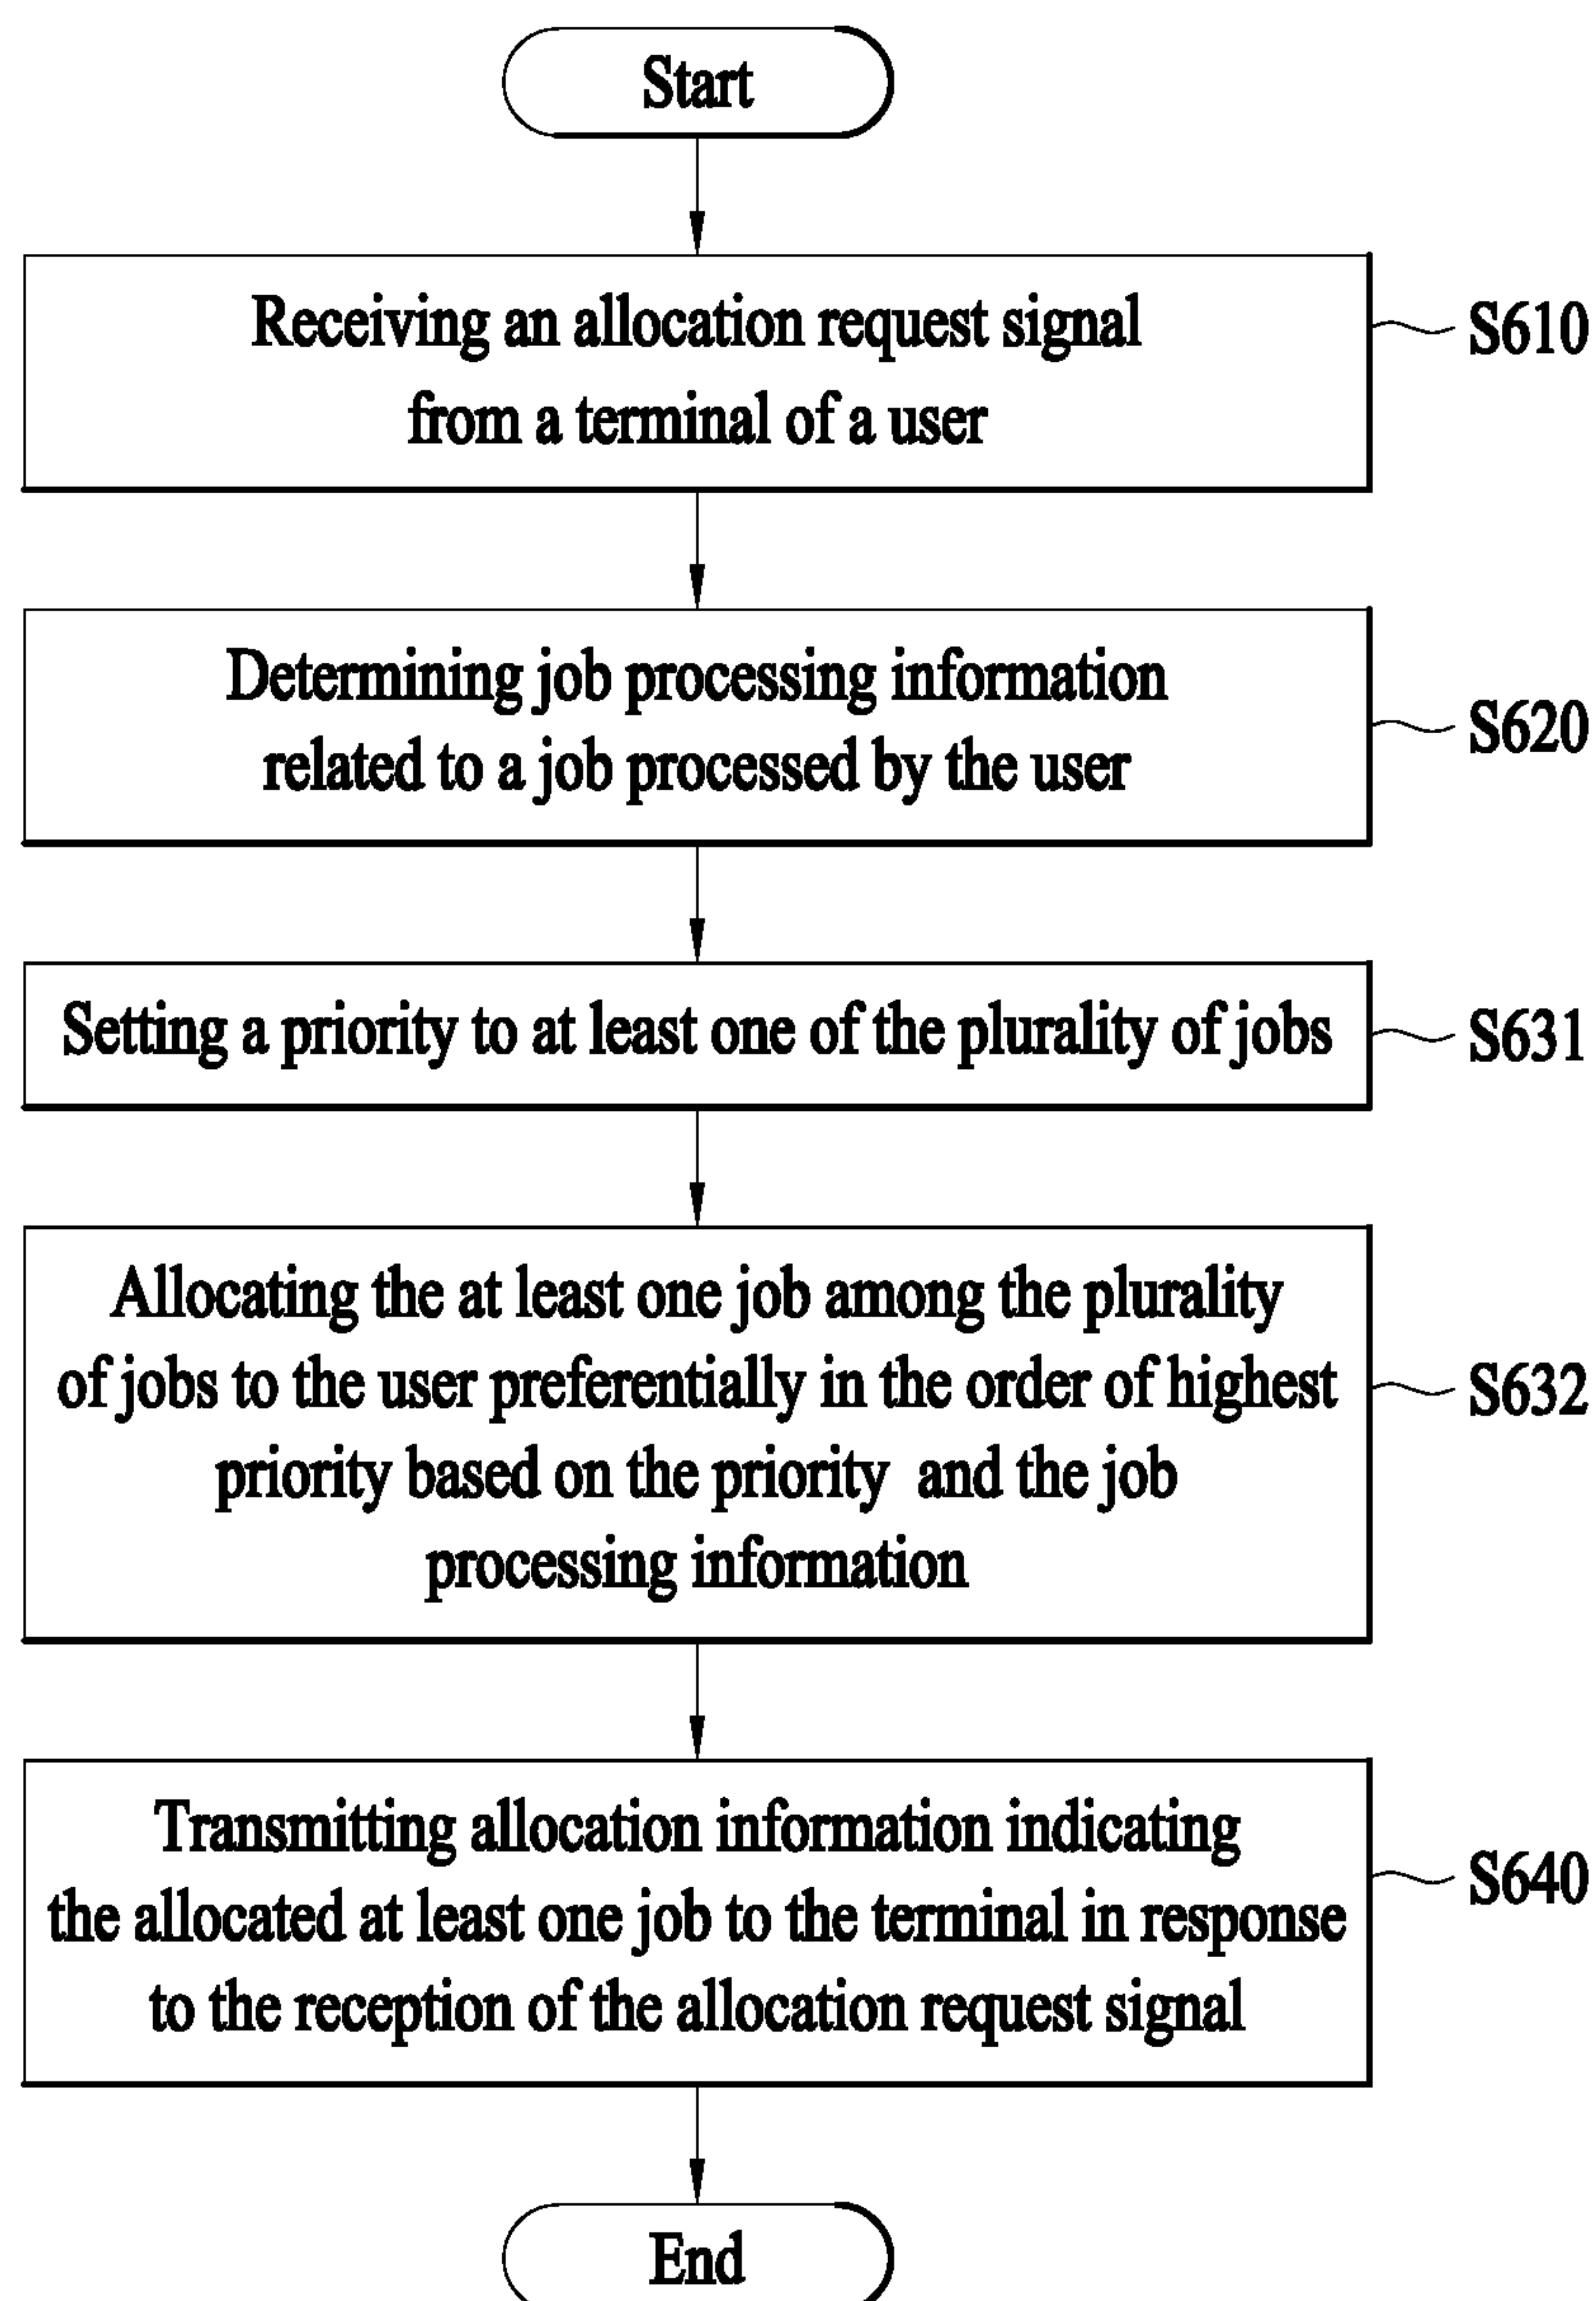 Start
Receiving an allocation request signal
from a terminal of a user
S610
Determining job processing information
related to a job processed by the user
S620
Setting a priority to at least one of the plurality of jobs
S631
Allocating the at least one job among the plurality
of jobs to the user preferentially in the order of highest
priority based on the priority and the job
processing information
S632
Transmitting allocation information indicating
the allocated at least one job to the terminal in response
to the reception of the allocation request signal
S640
End